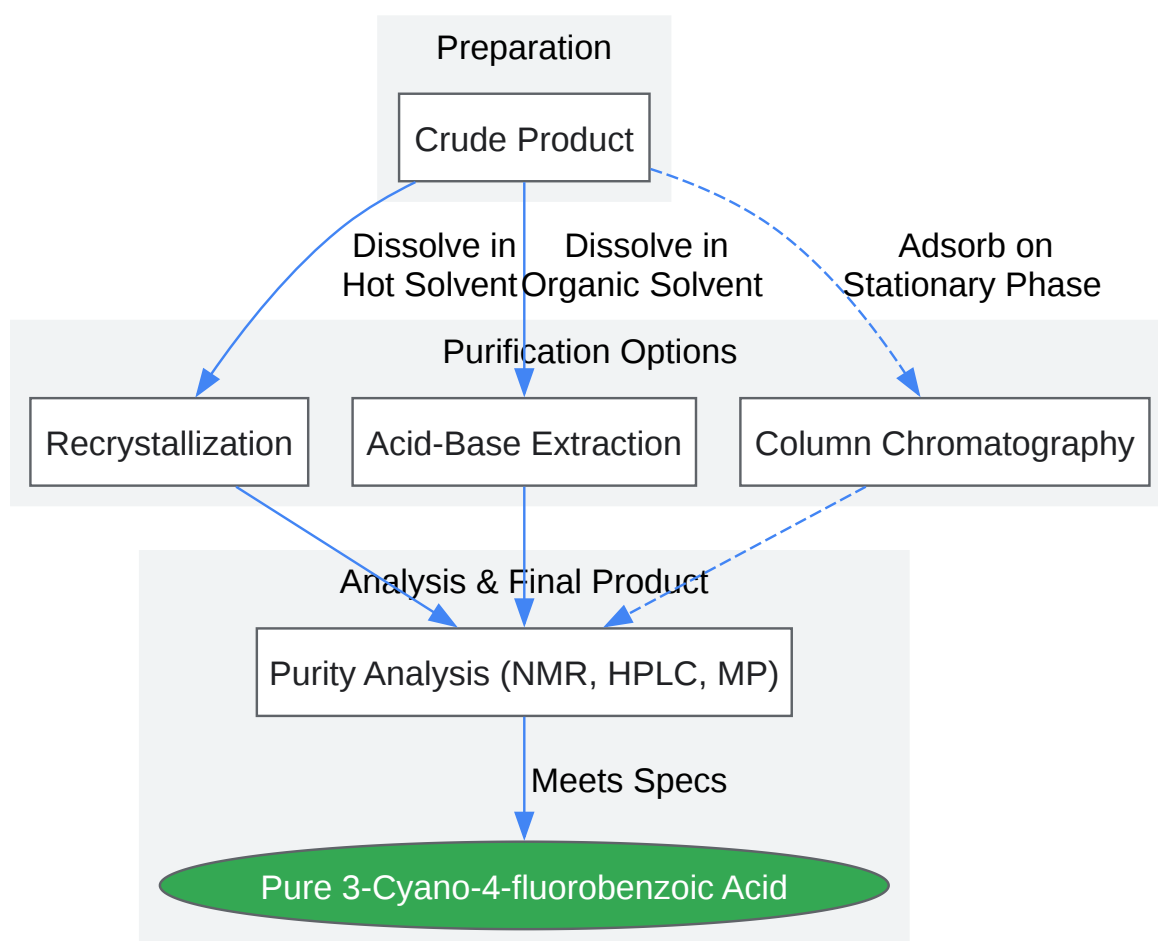 Preparation
Crude Product
Dissolve in
Hot Solvent
Dissolve in
Organic Solvent
Adsorb on
Stationary Phase
Purification Options
Recrystallization
Acid-Base Extraction
Column Chromatography
Analysis & Final Product
Purity Analysis (NMR, HPLC, MP)
Meets Specs
Pure 3-Cyano-4-fluorobenzoic Acid